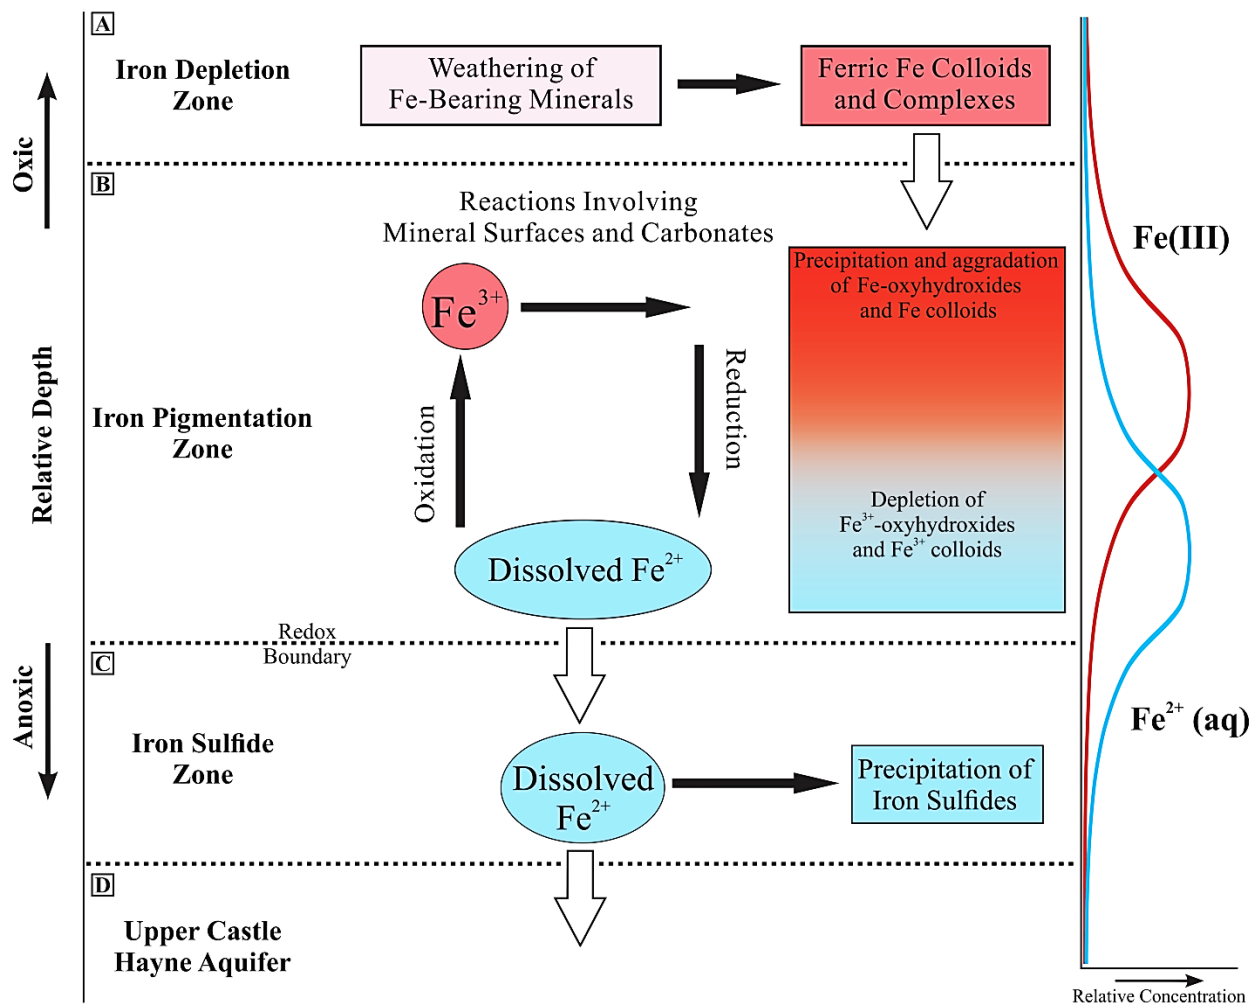 A
Iron Depletion
Zone
Weathering of
Fe-Bearing Minerals
Ferric Fe Colloids
and Complexes
Oxic
B
Reactions Involving
Mineral Surfaces and Carbonates
Fe³⁺
Oxidation
Reduction
Dissolved Fe²⁺
Precipitation and aggradation
of Fe-oxyhydroxides
and Fe colloids
Depletion of
Fe³⁺-oxyhydroxides
and Fe³⁺ colloids
Fe(III)
Relative Depth
Iron Pigmentation
Zone
Redox
Boundary
Anoxic
C
Iron Sulfide
Zone
Dissolved
Fe²⁺
Precipitation of
Iron Sulfides
Fe²⁺ (aq)
D
Upper Castle
Hayne Aquifer
Relative Concentration